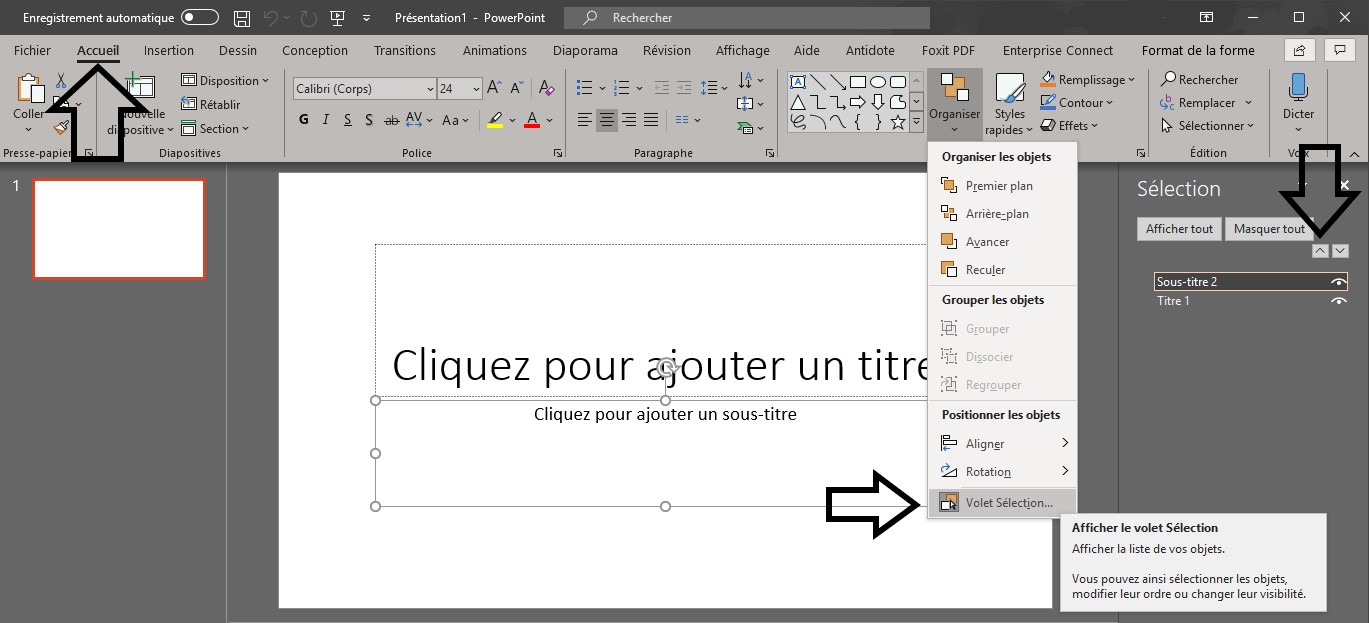 Enregistrement automatique
Présentation1 - PowerPoint
Rechercher
Fichier Accueil Insertion Dessin Conception Transitions Animations Diaporama Révision Affichage Aide Antidote Foxit PDF Enterprise Connect Format de la forme
Coller
Presse-papier
Nouvelle
diapositive
Disposition
Rétablir
Section
Diapositives
Calibri (Corps) 24
G I S S ab AV Aa A
Police
Paragraphe
Organiser
Styles
rapides
Remplissage
Contour
Effets
Rechercher
Remplacer
Sélectionner
Édition
Dicter
1
Cliquez pour ajouter un titre
Cliquez pour ajouter un sous-titre
Organiser les objets
Premier plan
Arrière-plan
Avancer
Reculer
Grouper les objets
Grouper
Dissocier
Regrouper
Positionner les objets
Aligner
Rotation
Volet Sélection...
Afficher le volet Sélection
Afficher la liste de vos objets.
Vous pouvez ainsi sélectionner les objets,
modifier leur ordre ou changer leur visibilité.
Sélection
Afficher tout Masquer tout
Sous-titre 2
Titre 1